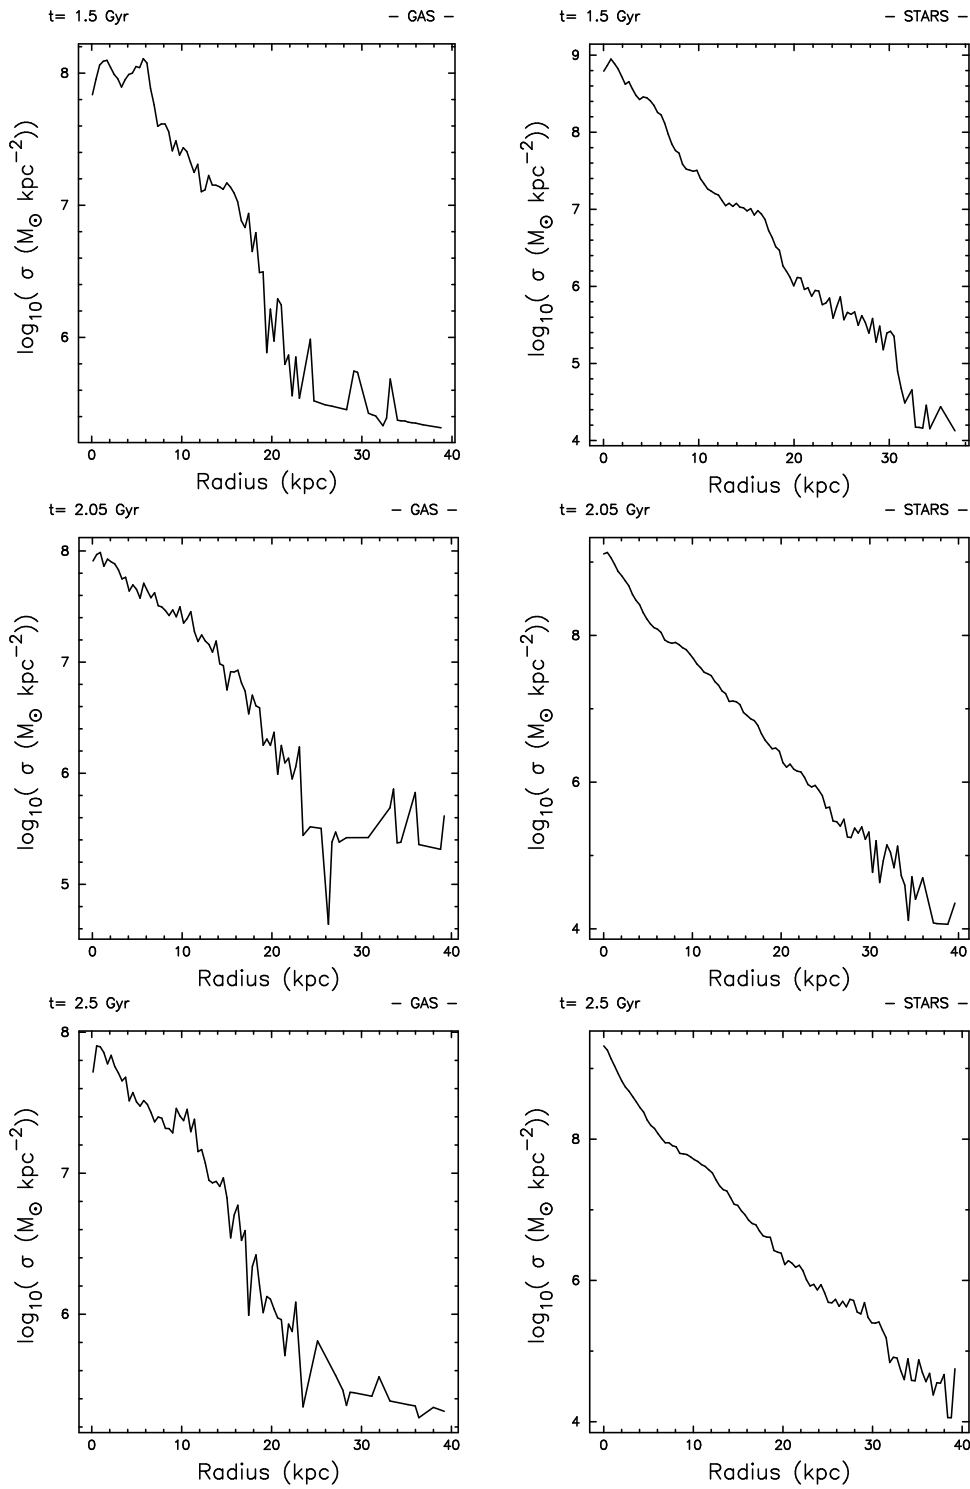 t= 1.5 Gyr
– GAS –
8
7
6
0
10
20
30
40
log₁₀( σ (M☉ kpc⁻²))
Radius (kpc)
t= 1.5 Gyr
– STARS –
9
8
7
6
5
4
0
10
20
30
log₁₀( σ (M☉ kpc⁻²))
Radius (kpc)
t= 2.05 Gyr
– GAS –
8
7
6
5
0
10
20
30
40
log₁₀( σ (M☉ kpc⁻²))
Radius (kpc)
t= 2.05 Gyr
– STARS –
8
6
4
0
10
20
30
40
log₁₀( σ (M☉ kpc⁻²))
Radius (kpc)
t= 2.5 Gyr
– GAS –
8
7
6
0
10
20
30
40
log₁₀( σ (M☉ kpc⁻²))
Radius (kpc)
t= 2.5 Gyr
– STARS –
8
6
4
0
10
20
30
40
log₁₀( σ (M☉ kpc⁻²))
Radius (kpc)